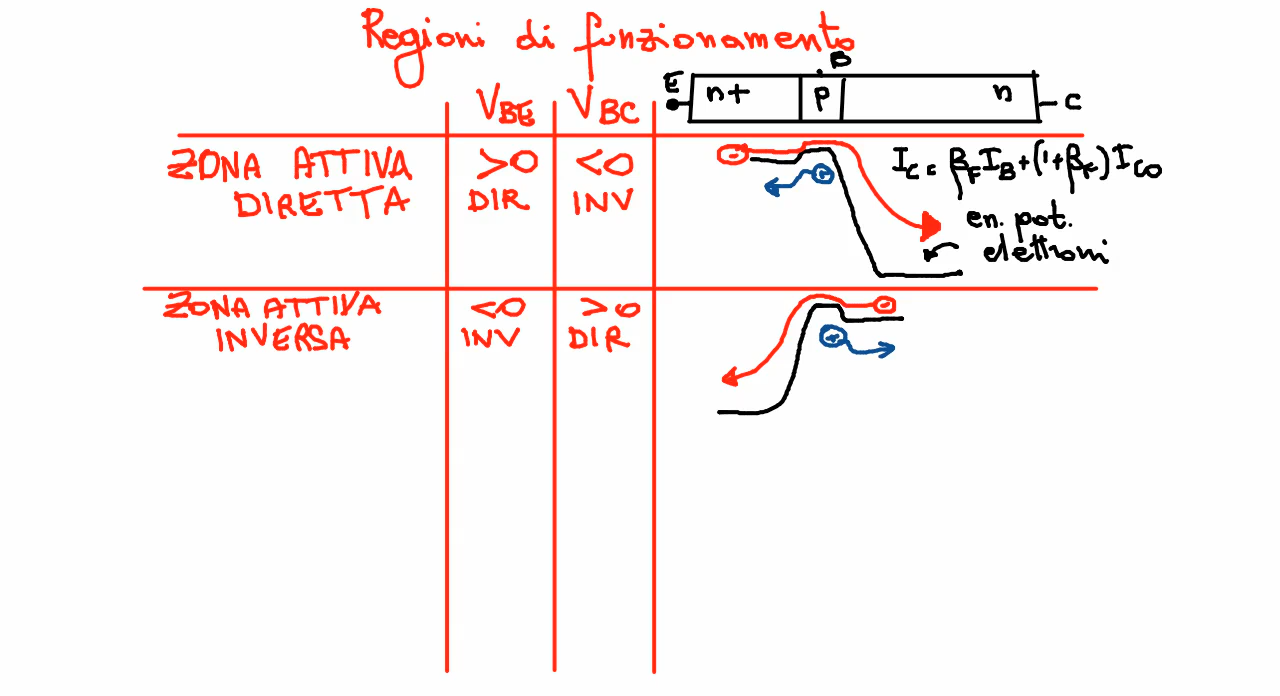 Regioni di funzionamento
B
E n+ p n C
VBE VBC
ZONA ATTIVA >0 <0
DIRETTA DIR INV
- +
IC = βF IB + (1+βF) ICO
en. pot.
elettroni
ZONA ATTIVA <0 >0
INVERSA INV DIR
- +